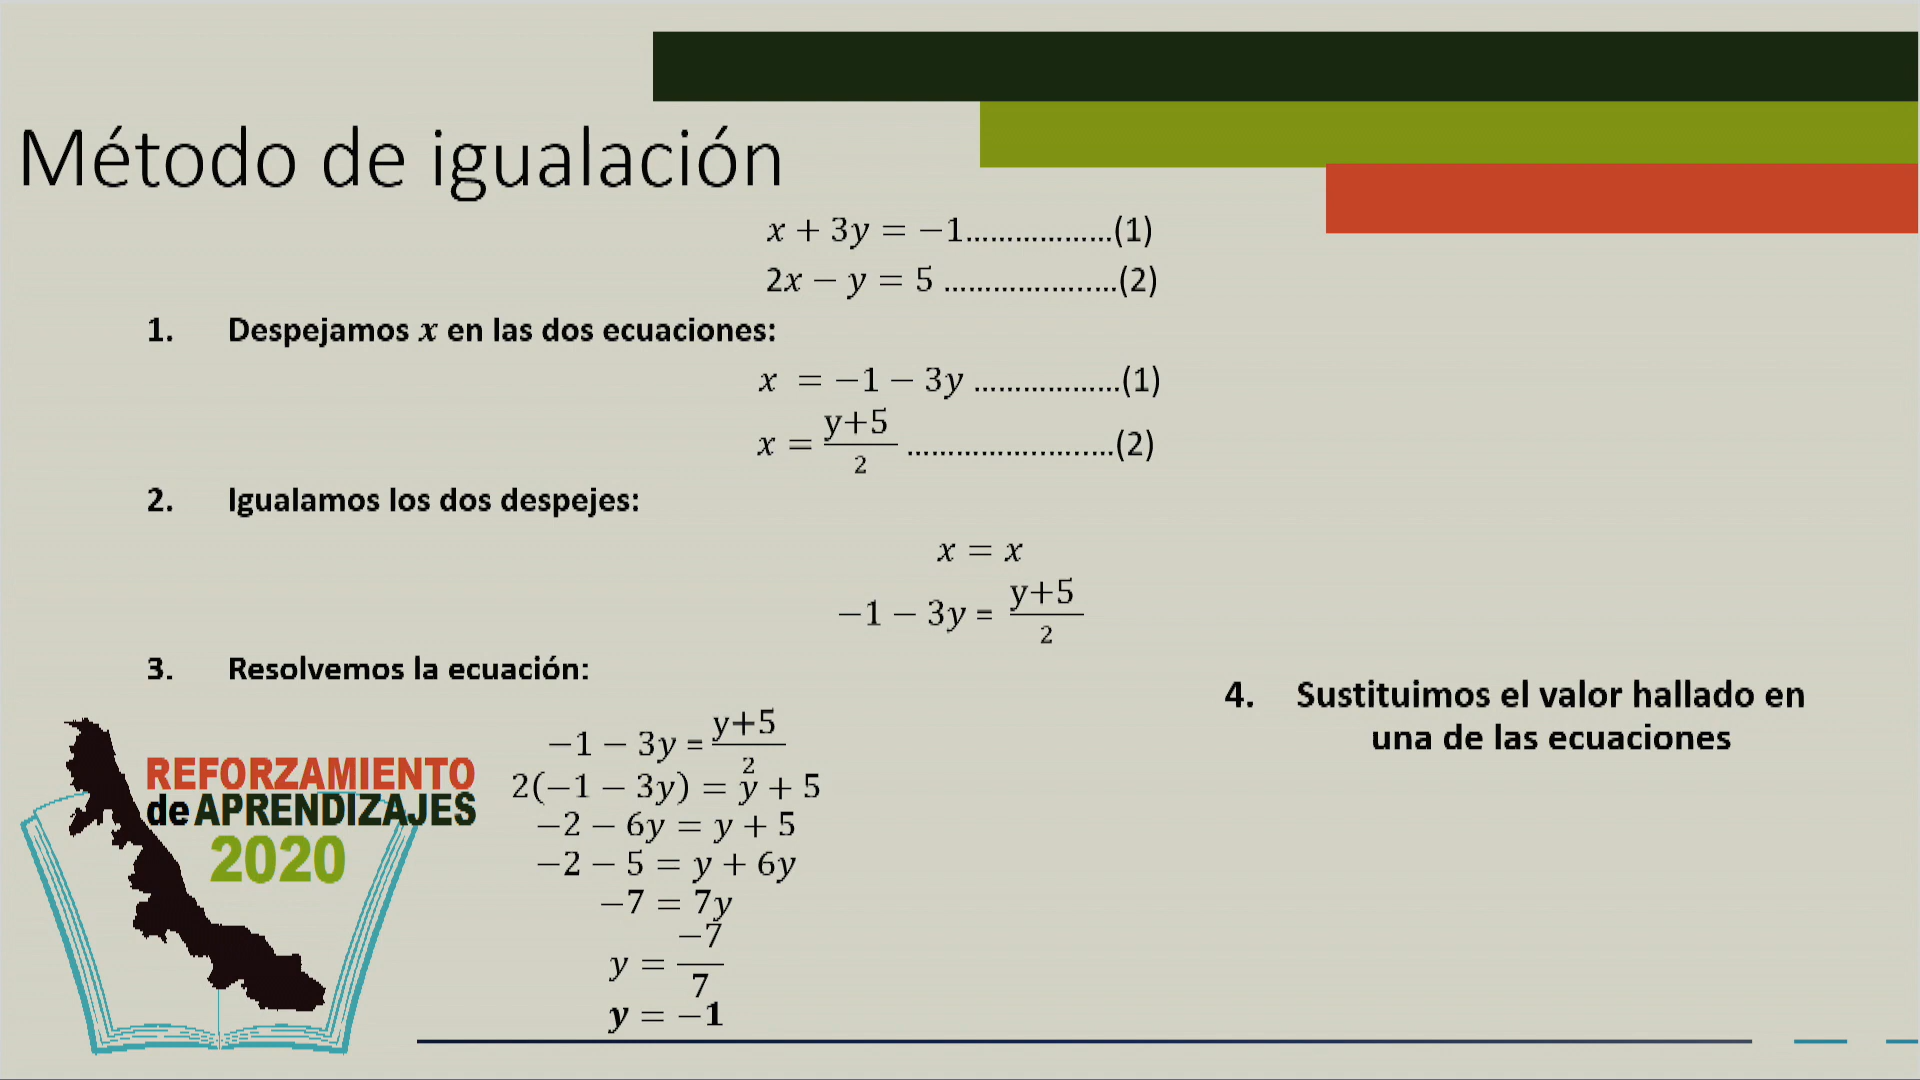 Método de igualación
x + 3y = −1..................(1)
2x − y = 5 .....................(2)
1. Despejamos x en las dos ecuaciones:
x = −1 − 3y ..................(1)
x = y+5/2 .........................(2)
2. Igualamos los dos despejes:
x = x
−1 − 3y = y+5/2
3. Resolvemos la ecuación:
−1 − 3y = y+5/2
2(−1 − 3y) = y + 5
−2 − 6y = y + 5
−2 − 5 = y + 6y
−7 = 7y
y = −7/7
y = −1
4. Sustituimos el valor hallado en
una de las ecuaciones
REFORZAMIENTO
de APRENDIZAJES
2020